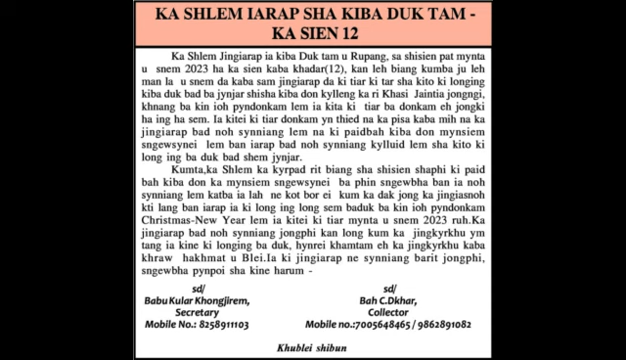 KA SHLEM IARAP SHA KIBA DUK TAM -
KA SIEN 12
Ka Shlem Jingiarap ia kiba Duk tam u Rupang, sa shisien pat mynta
u snem 2023 ha ka sien kaba khadar(12), kan leh biang kumba ju leh
man la u snem da kaba sam jingiarap da ki tiar ki tar sha kito ki longing
kiba duk bad ba jynjar shisha kiba don kylleng ka ri Khasi Jaintia jongngi,
khnang ba kin ioh pyndonkam lem ia kita ki tiar ba donkam eh jongki
ha ing ha sem. Ia kitei ki tiar donkam yn thied na ka pisa kaba mih na ka
jingiarap bad noh synniang lem na ki paidbah kiba don mynsiem
sngewsynei lem ban iarap bad noh synniang kylluid lem sha kito ki
long ing ba duk bad shem jynjar.
Kumta,ka Shlem ka kyrpad rit biang sha shisien shaphi ki paid
bah kiba don ka mynsiem sngewsynei ba phin sngewbha ban ia noh
synniang lem katba ia lah ne kot bor ei kum ka dak jong ka jingiasnoh
kti lang ban iarap ia ki long ing long sem baduk ba kin ioh pyndonkam
Christmas-New Year lem ia kitei ki tiar mynta u snem 2023 ruh.Ka
jingiarap bad noh synniang jongphi kan long kum ka jingkyrkhu ym
tang ia kine ki longing ba duk, hynrei khamtam eh ka jingkyrkhu kaba
khraw hakhmat u Blei.Ia ki jingiarap ne synniang barit jongphi,
sngewbha pynpoi sha kine harum -
sd/
Babu Kular Khongjirem,
Secretary
Mobile No.: 8258911103
sd/
Bah C.Dkhar,
Collector
Mobile no.:7005648465 / 9862891082
Khublei shibun